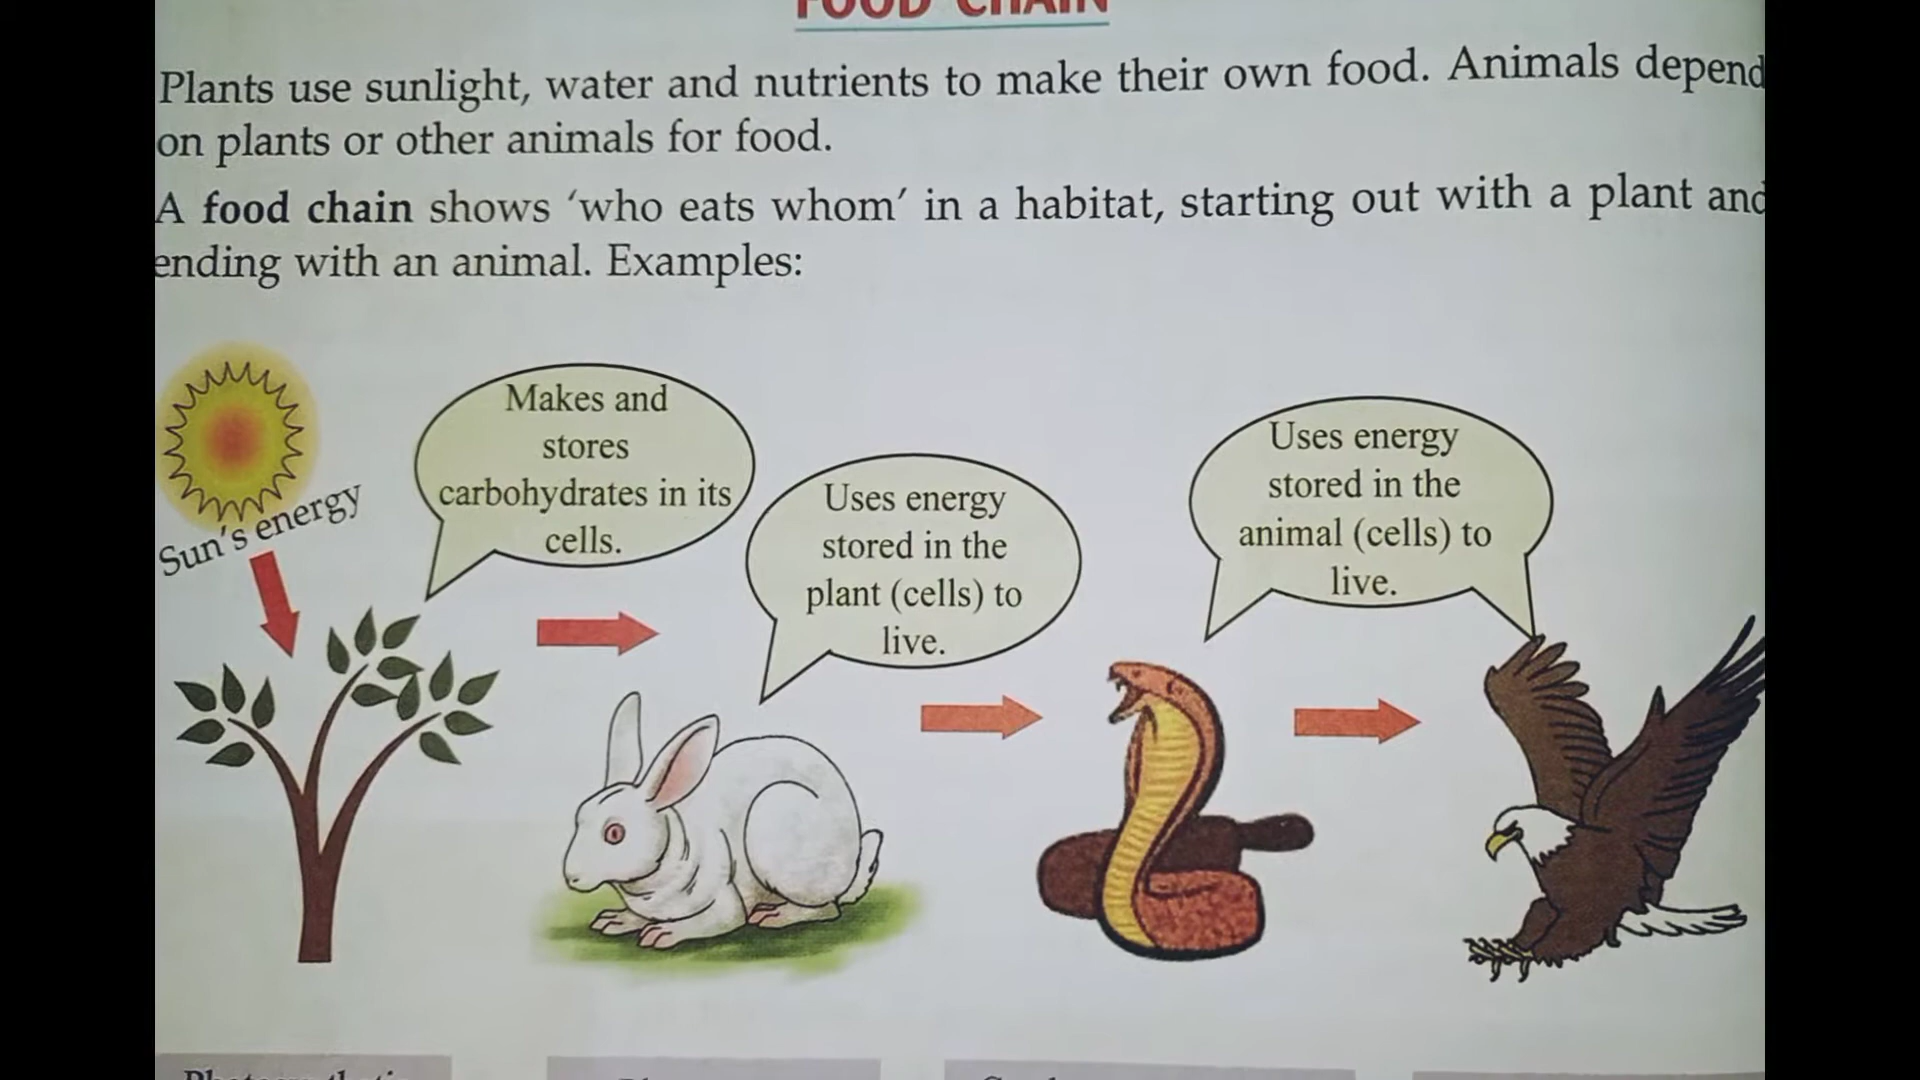 FOOD CHAIN
Plants use sunlight, water and nutrients to make their own food. Animals depend
on plants or other animals for food.
A food chain shows ‘who eats whom’ in a habitat, starting out with a plant and
ending with an animal. Examples:
Sun's energy
Makes and
stores
carbohydrates in its
cells.
Uses energy
stored in the
plant (cells) to
live.
Uses energy
stored in the
animal (cells) to
live.